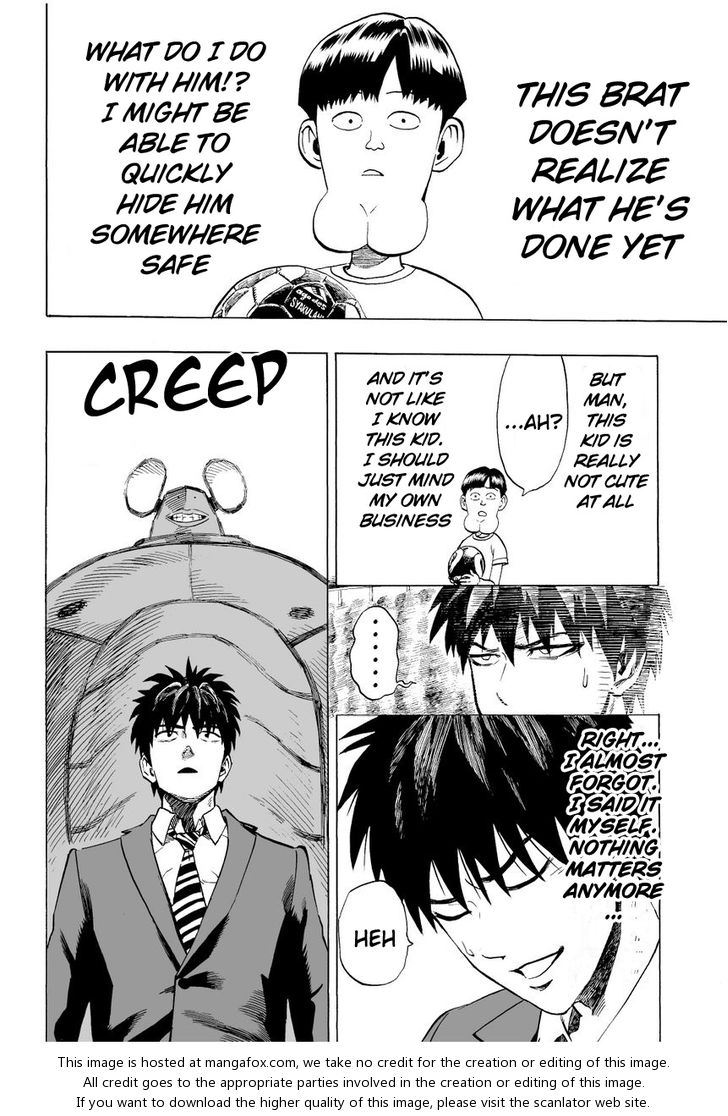 THIS BRAT
DOESN'T
REALIZE
WHAT HE'S
DONE YET
WHAT DO I DO
WITH HIM!?
I MIGHT BE
ABLE TO
QUICKLY
HIDE HIM
SOMEWHERE
SAFE
SYAKULAN
BUT
MAN,
THIS
KID IS
REALLY
NOT CUTE
AT ALL
...AH?
AND IT'S
NOT LIKE
I KNOW
THIS KID.
I SHOULD
JUST MIND
MY OWN
BUSINESS
......
RIGHT...
I ALMOST
FORGOT.
I SAID IT
MYSELF.
NOTHING
MATTERS
ANYMORE
...
HEH
CREEP
This image is hosted at mangafox.com, we take no credit for the creation or editing of this image.
All credit goes to the appropriate parties involved in the creation or editing of this image.
If you want to download the higher quality of this image, please visit the scanlator web site.